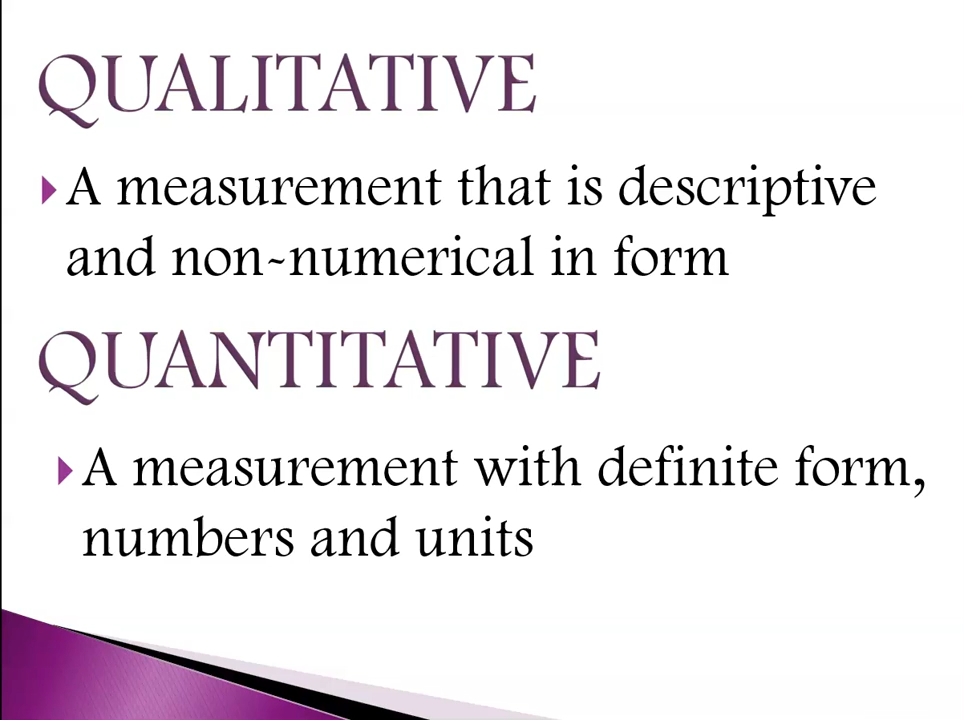 QUALITATIVE
A measurement that is descriptive
and non-numerical in form
QUANTITATIVE
A measurement with definite form,
numbers and units